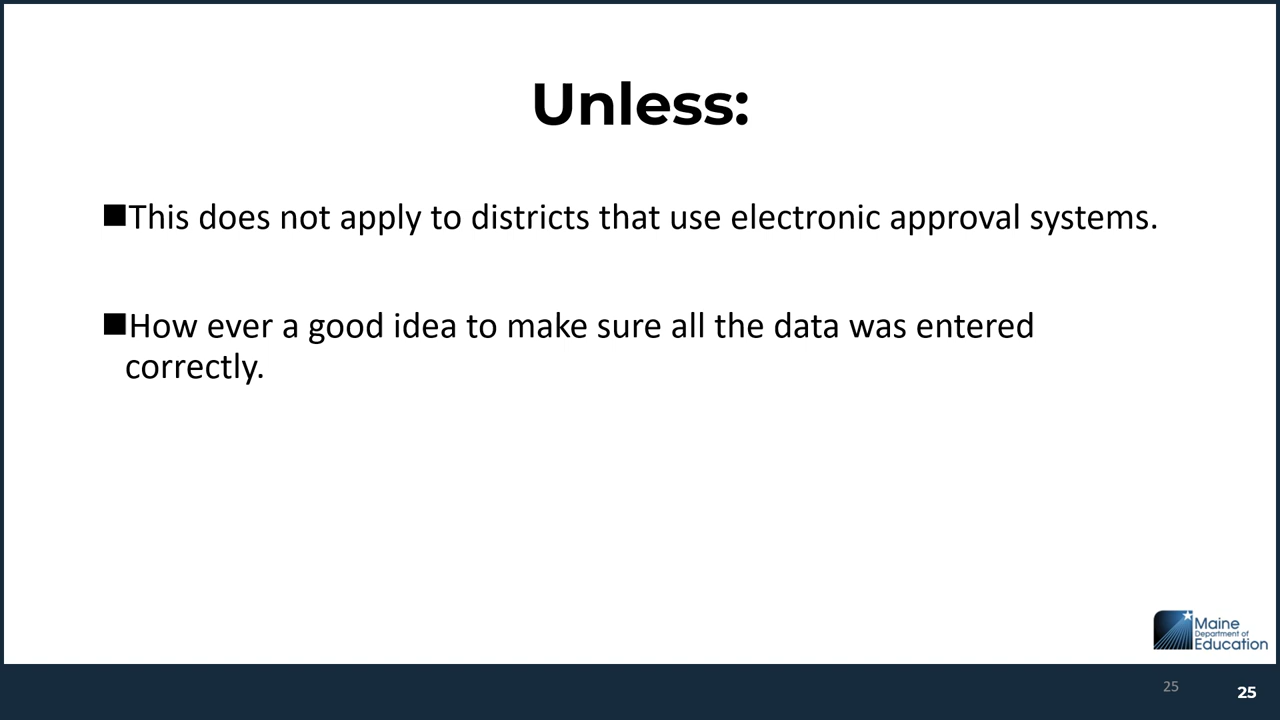 Unless:
■This does not apply to districts that use electronic approval systems.
■How ever a good idea to make sure all the data was entered
correctly.
Maine
Department of
Education
25
25